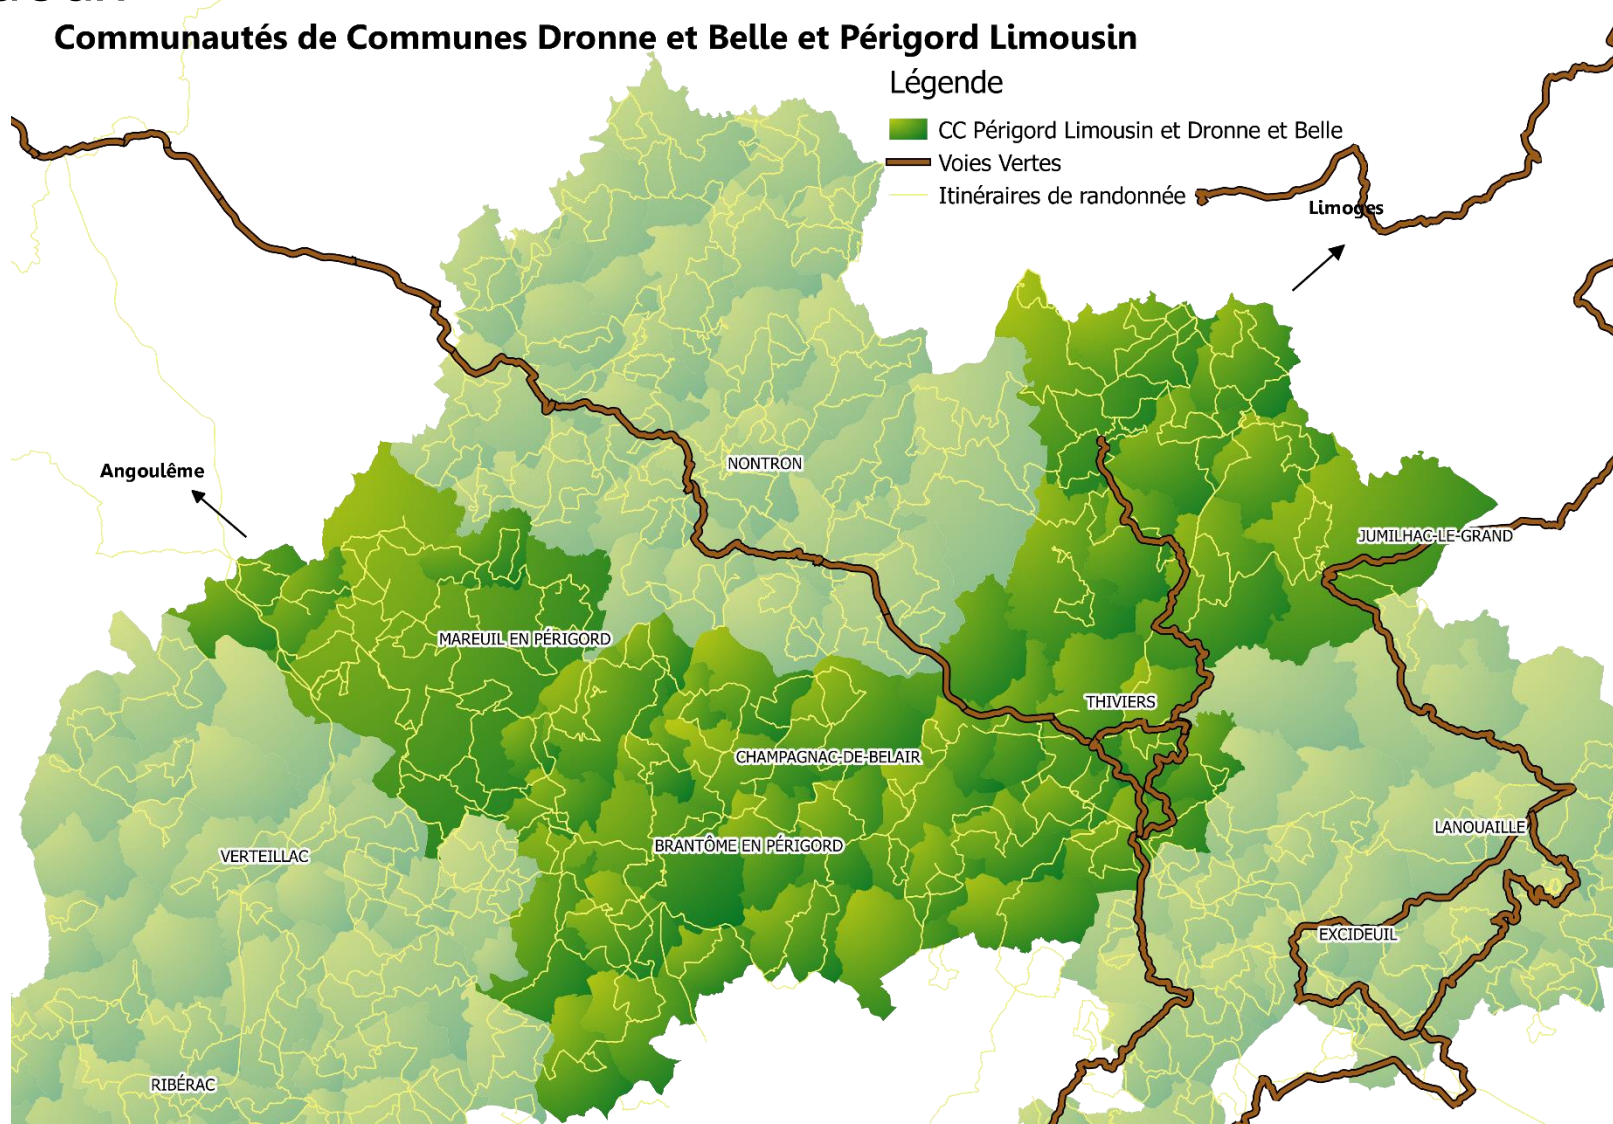 Communautés de Communes Dronne et Belle et Périgord Limousin
Légende
CC Périgord Limousin et Dronne et Belle
Voies Vertes
Itinéraires de randonnée
Limoges
Angoulême
NONTRON
JUMILHAC-LE-GRAND
MAREUIL EN PÉRIGORD
THIVIERS
CHAMPAGNAC-DE-BELAIR
LANOUAILLE
BRANTÔME EN PÉRIGORD
VERTEILLAC
EXCIDEUIL
RIBÉRAC